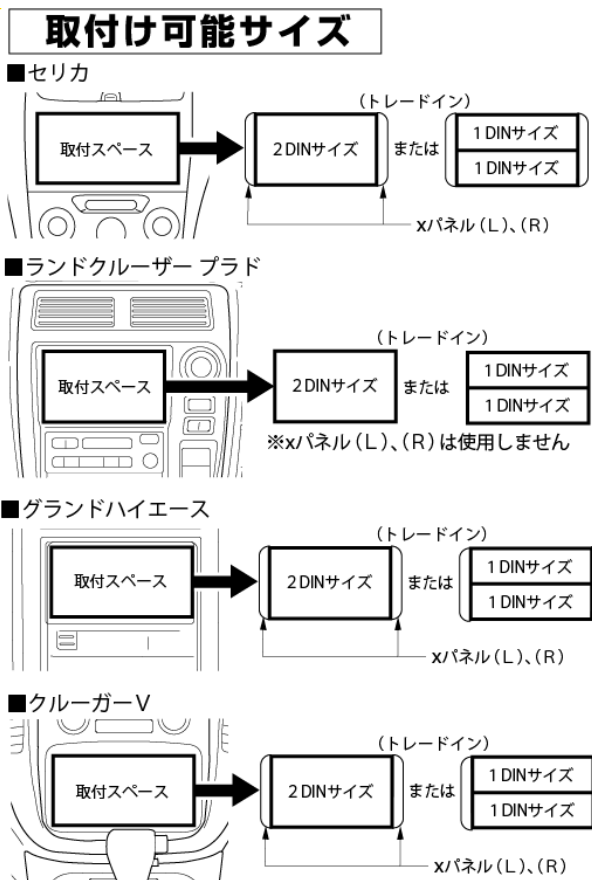 取付け可能サイズ
■セリカ
(トレードイン)
取付スペース
2DINサイズ
または
1DINサイズ
1DINサイズ
xパネル(L)、(R)
■ランドクルーザー プラド
(トレードイン)
取付スペース
2DINサイズ
または
1DINサイズ
1DINサイズ
※xパネル(L)、(R)は使用しません
■グランドハイエース
(トレードイン)
取付スペース
2DINサイズ
または
1DINサイズ
1DINサイズ
xパネル(L)、(R)
■クルーガーV
(トレードイン)
取付スペース
2DINサイズ
または
1DINサイズ
1DINサイズ
xパネル(L)、(R)